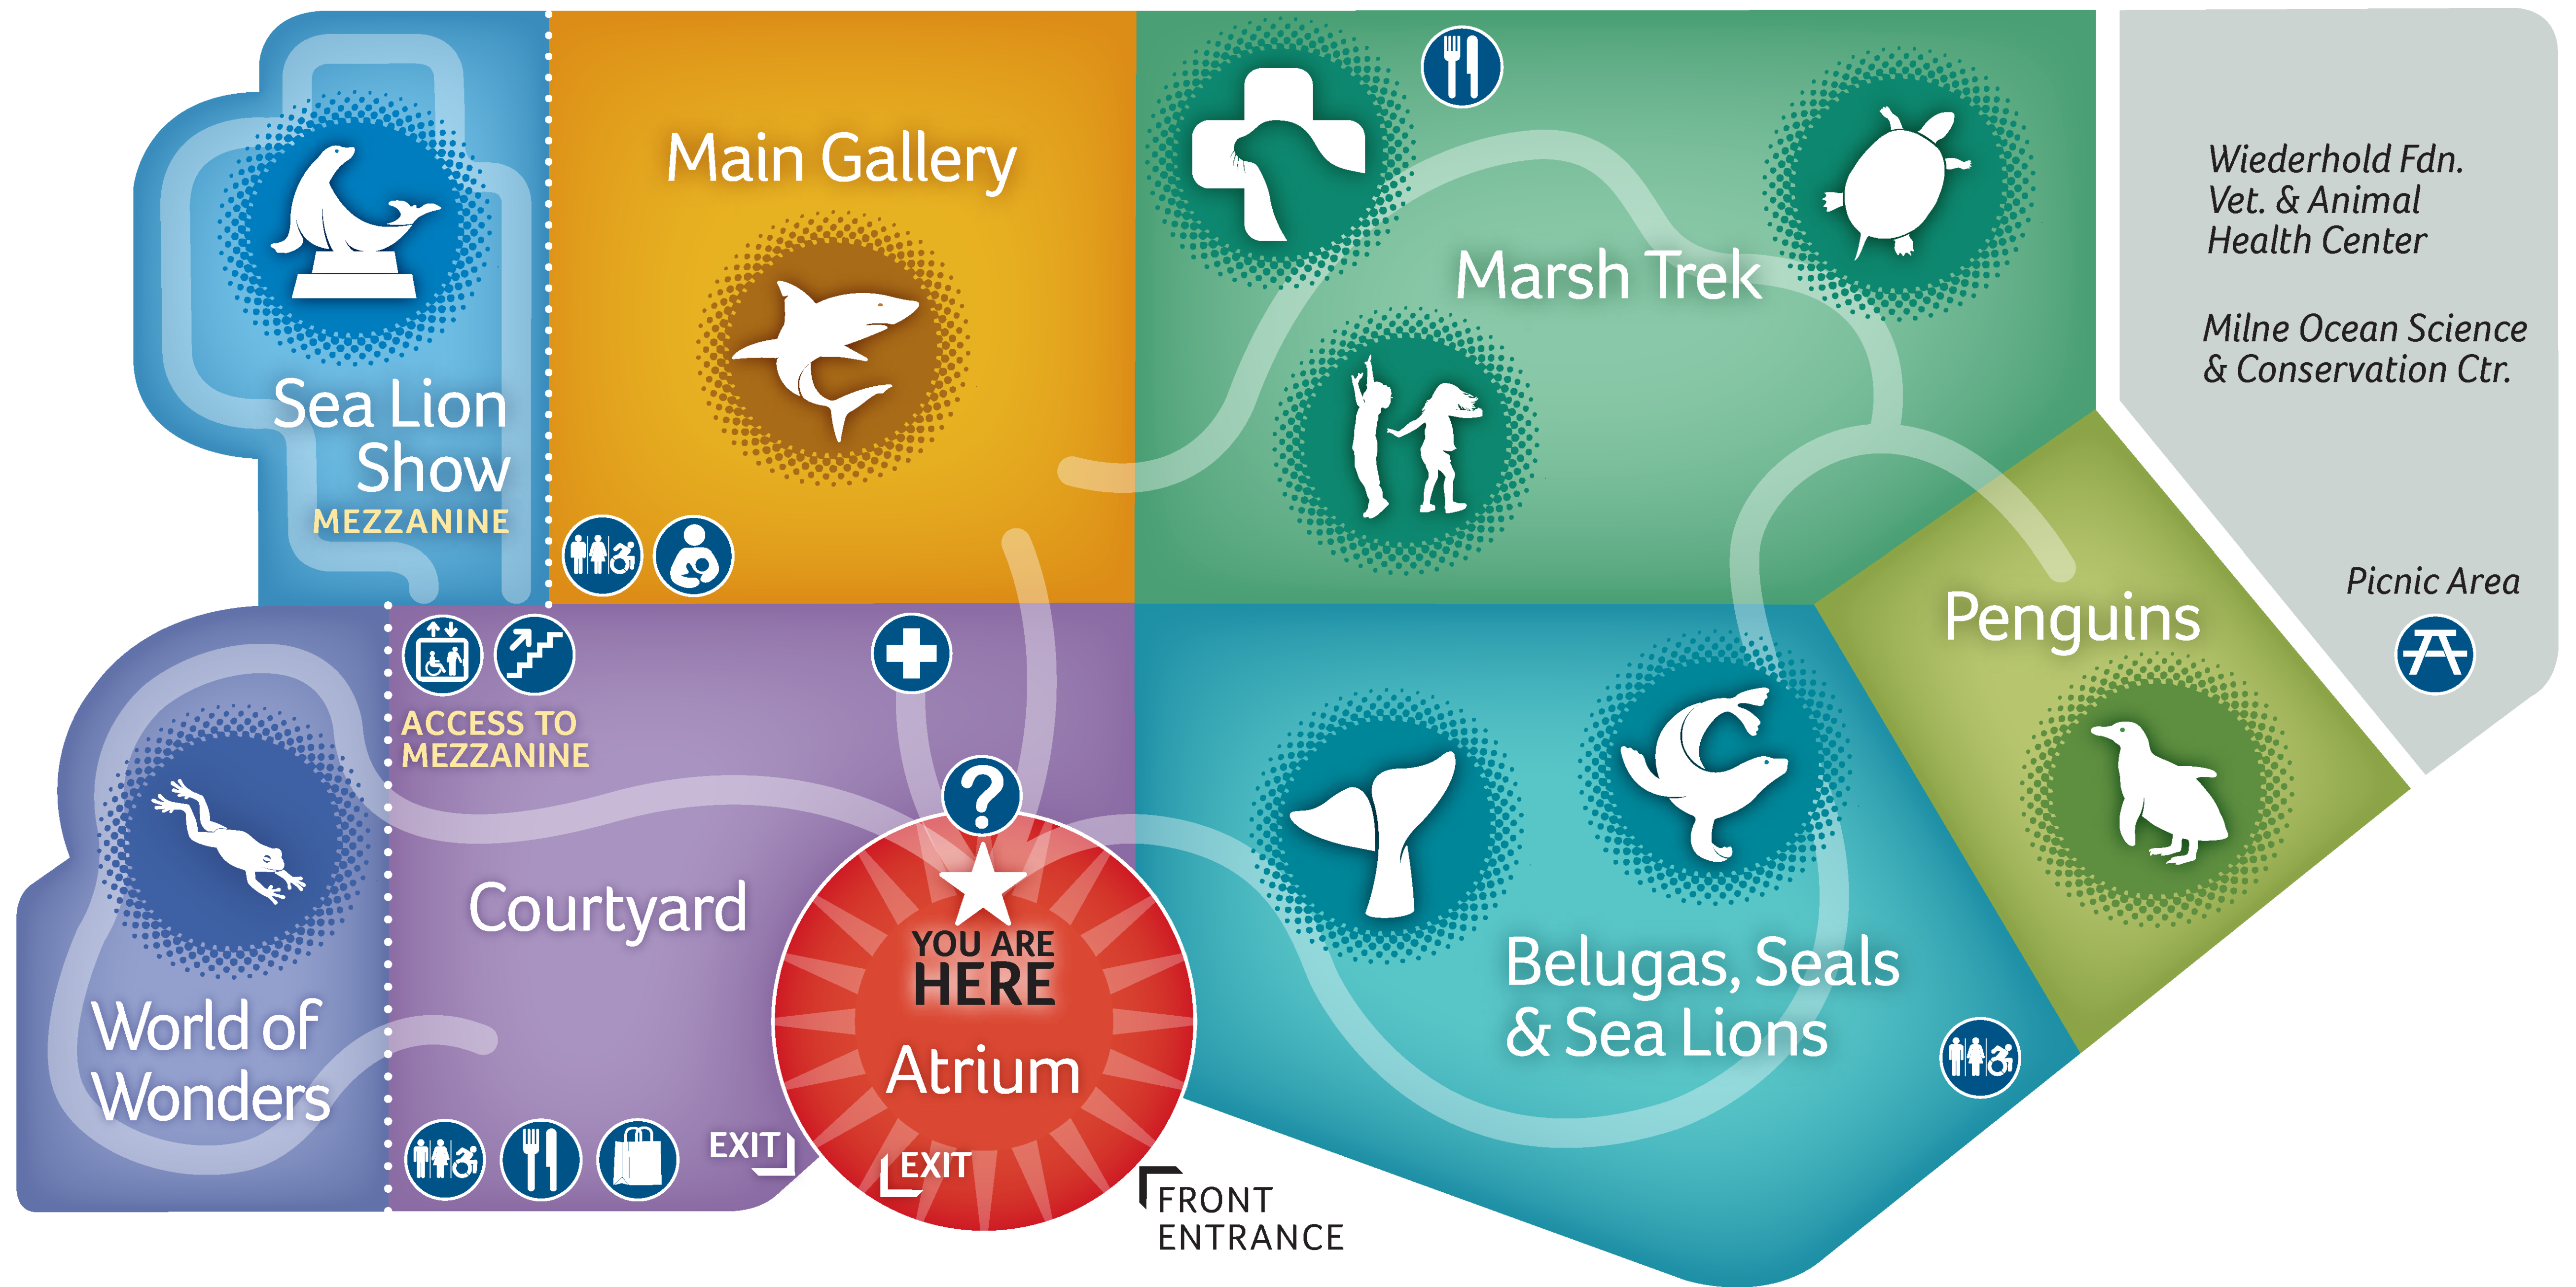 Main Gallery
Marsh Trek
Wiederhold Fdn.
Vet. & Animal
Health Center
Milne Ocean Science
& Conservation Ctr.
Sea Lion
Show
MEZZANINE
Picnic Area
Penguins
ACCESS TO
MEZZANINE
?
Courtyard
YOU ARE
HERE
Atrium
Belugas, Seals
& Sea Lions
World of
Wonders
EXIT
EXIT
FRONT
ENTRANCE